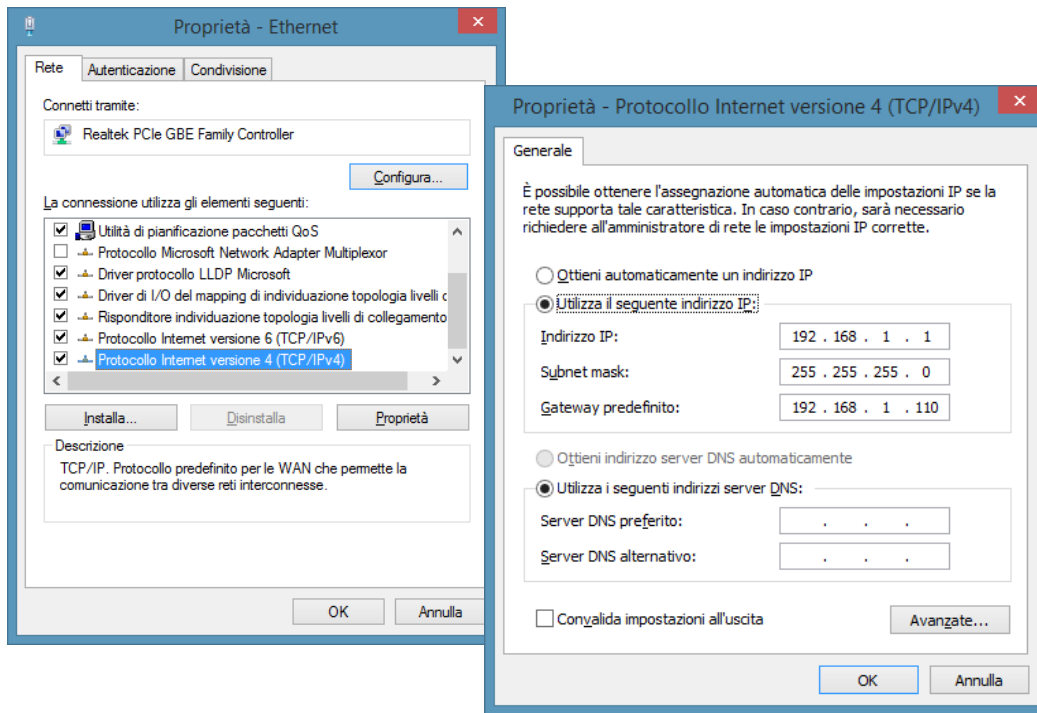 Proprietà - Ethernet
Rete
Autenticazione
Condivisione
Connetti tramite:
Realtek PCIe GBE Family Controller
Configura...
La connessione utilizza gli elementi seguenti:
Utilità di pianificazione pacchetti QoS
Protocollo Microsoft Network Adapter Multiplexor
Driver protocollo LLDP Microsoft
Driver di I/O del mapping di individuazione topologia livelli c
Risponditore individuazione topologia livelli di collegamento
Protocollo Internet versione 6 (TCP/IPv6)
Protocollo Internet versione 4 (TCP/IPv4)
Installa...
Disinstalla
Proprietà
Descrizione
TCP/IP. Protocollo predefinito per le WAN che permette la
comunicazione tra diverse reti interconnesse.
OK
Annulla
Proprietà - Protocollo Internet versione 4 (TCP/IPv4)
Generale
È possibile ottenere l'assegnazione automatica delle impostazioni IP se la
rete supporta tale caratteristica. In caso contrario, sarà necessario
richiedere all'amministratore di rete le impostazioni IP corrette.
Ottieni automaticamente un indirizzo IP
Utilizza il seguente indirizzo IP:
Indirizzo IP:
192 . 168 . 1 . 1
Subnet mask:
255 . 255 . 255 . 0
Gateway predefinito:
192 . 168 . 1 . 110
Ottieni indirizzo server DNS automaticamente
Utilizza i seguenti indirizzi server DNS:
Server DNS preferito:
. . .
Server DNS alternativo:
. . .
Convalida impostazioni all'uscita
Avanzate...
OK
Annulla